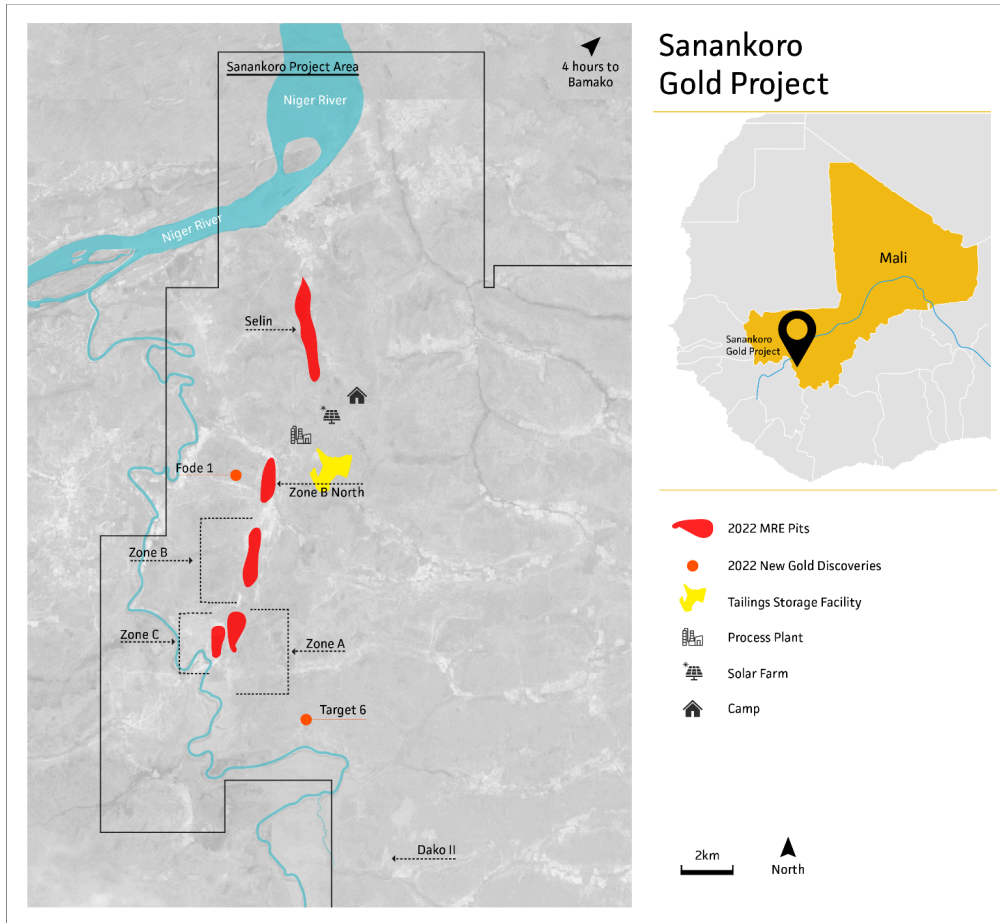 Sanankoro
Gold Project
Sanankoro Project Area
4 hours to
Bamako
Niger River
Niger River
Selin
Fode 1
Zone B North
Zone B
Zone C
Zone A
Target 6
Dako II
Mali
Sanankoro
Gold Project
2022 MRE Pits
2022 New Gold Discoveries
Tailings Storage Facility
Process Plant
Solar Farm
Camp
2km
North